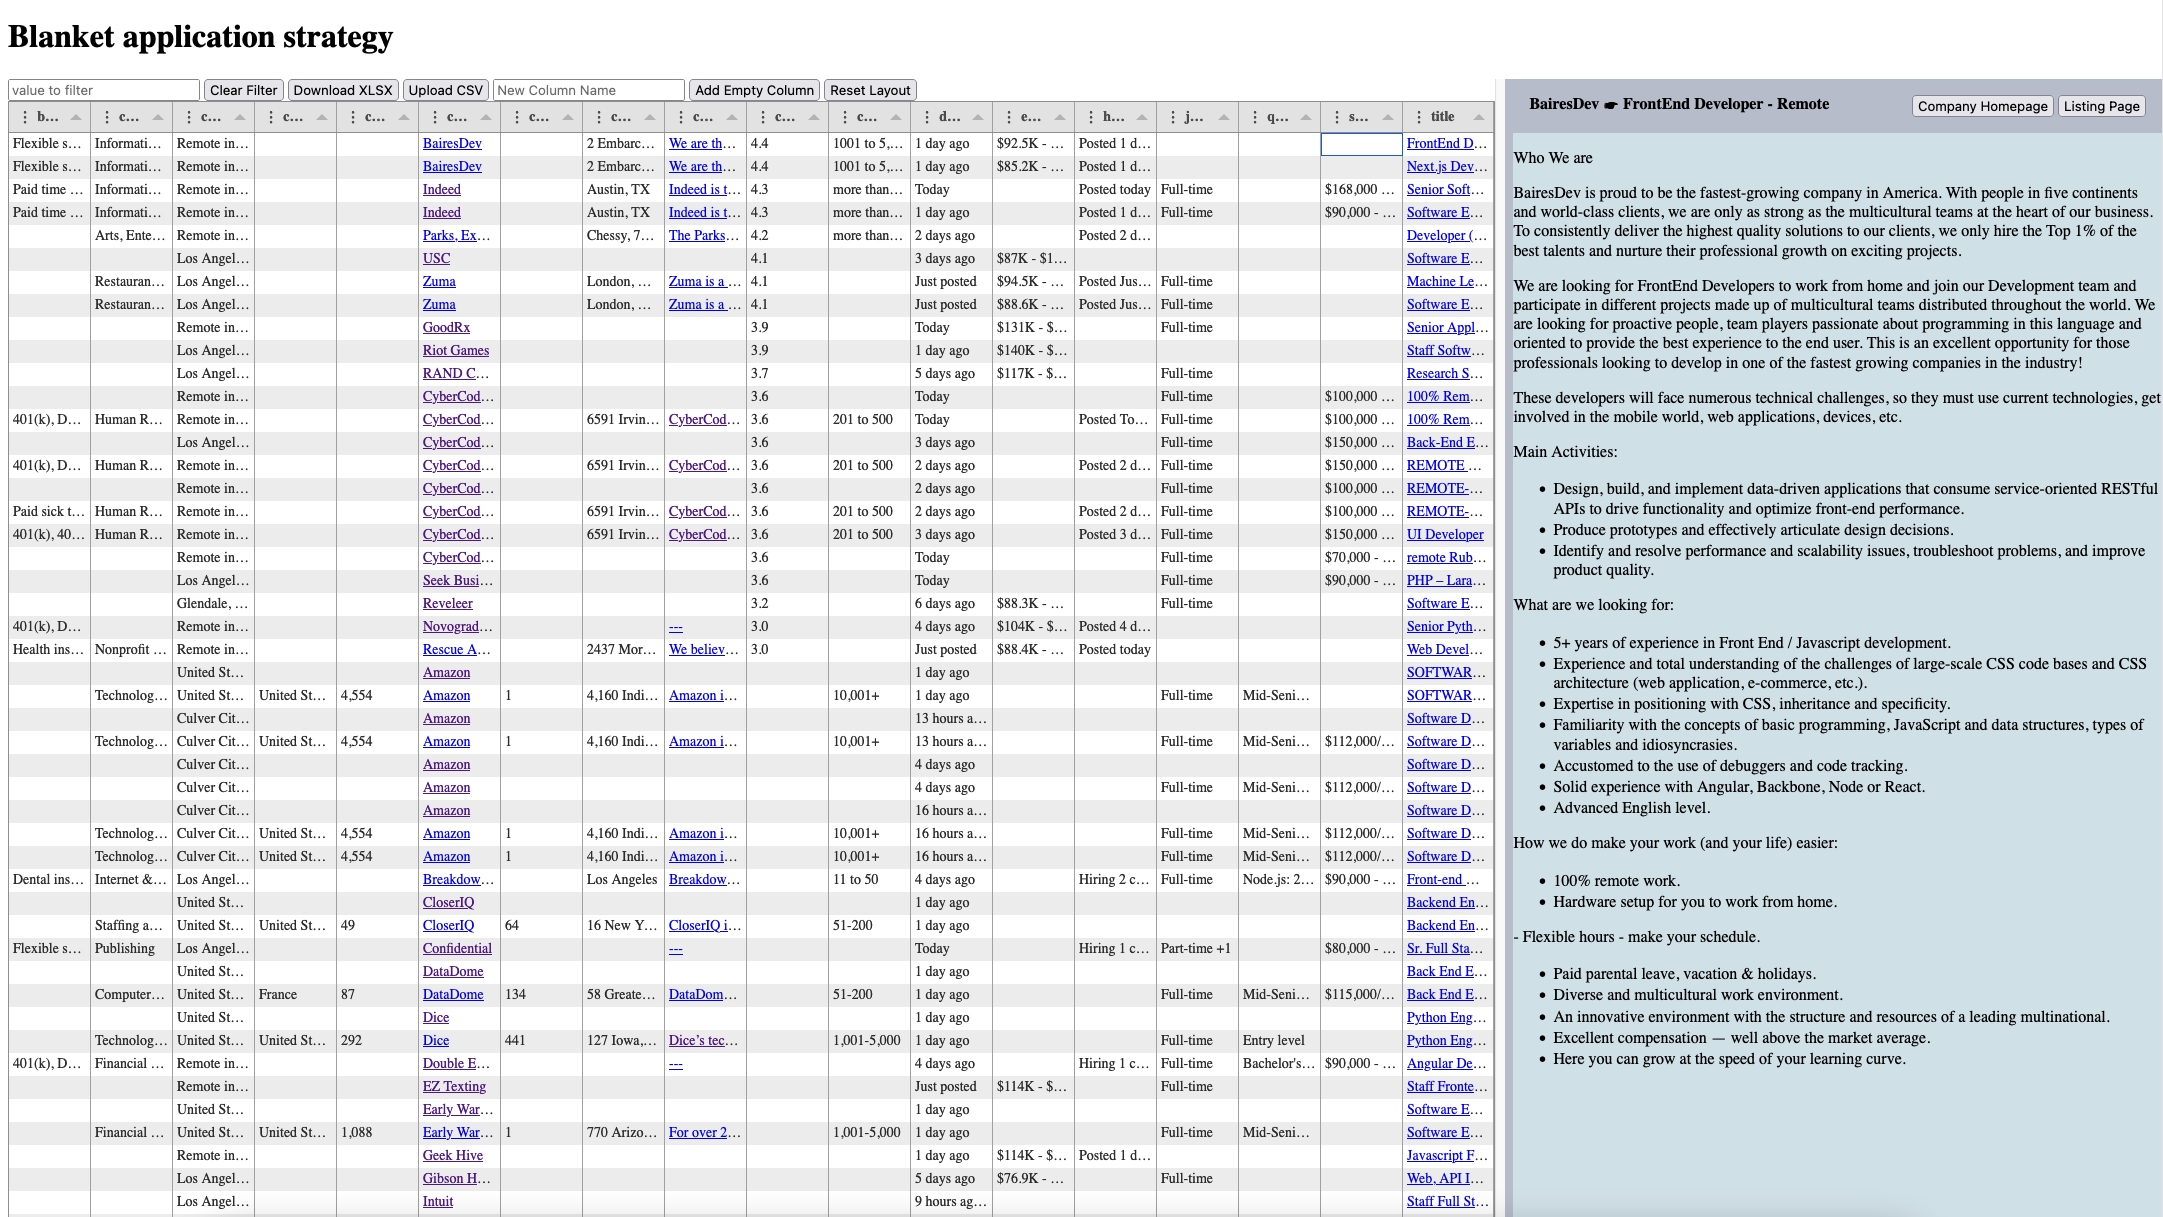 Blanket application strategy
value to filter Clear Filter Download XLSX Upload CSV New Column Name Add Empty Column Reset Layout
b... c... c... c... c... c... c... c... c... c... c... d... e... h... j... q... s... title
Flexible s... Informati... Remote in... BairesDev 2 Embarc... We are th... 4.4 1001 to 5,... 1 day ago $92.5K - ... Posted 1 d... FrontEnd D...
Flexible s... Informati... Remote in... BairesDev 2 Embarc... We are th... 4.4 1001 to 5,... 1 day ago $85.2K - ... Posted 1 d... Next.js Dev...
Paid time ... Informati... Remote in... Indeed Austin, TX Indeed is t... 4.3 more than... Today Posted today Full-time $168,000 ... Senior Soft...
Paid time ... Informati... Remote in... Indeed Austin, TX Indeed is t... 4.3 more than... 1 day ago Posted 1 d... Full-time $90,000 - ... Software E...
Arts, Ente... Remote in... Parks, Ex... Chessy, 7... The Parks... 4.2 more than... 2 days ago Posted 2 d... Developer (...
Los Angel... USC 4.1 3 days ago $87K - $1... Software E...
Restauran... Los Angel... Zuma London, ... Zuma is a ... 4.1 Just posted $94.5K - ... Posted Jus... Full-time Machine Le...
Restauran... Los Angel... Zuma London, ... Zuma is a ... 4.1 Just posted $88.6K - ... Posted Jus... Full-time Software E...
Remote in... GoodRx 3.9 Today $131K - $... Full-time Senior Appl...
Los Angel... Riot Games 3.9 1 day ago $140K - $... Staff Softw...
Los Angel... RAND C... 3.7 5 days ago $117K - $... Full-time Research S...
Remote in... CyberCod... 3.6 Today Full-time $100,000 ... 100% Rem...
401(k), D... Human R... Remote in... CyberCod... 6591 Irvin... CyberCod... 3.6 201 to 500 Today Posted To... Full-time $100,000 ... 100% Rem...
Los Angel... CyberCod... 3.6 3 days ago Full-time $150,000 ... Back-End E...
401(k), D... Human R... Remote in... CyberCod... 6591 Irvin... CyberCod... 3.6 201 to 500 2 days ago Posted 2 d... Full-time $150,000 ... REMOTE ...
Remote in... CyberCod... 3.6 2 days ago Full-time $100,000 ... REMOTE-...
Paid sick t... Human R... Remote in... CyberCod... 6591 Irvin... CyberCod... 3.6 201 to 500 2 days ago Posted 2 d... Full-time $100,000 ... REMOTE-...
401(k), 40... Human R... Remote in... CyberCod... 6591 Irvin... CyberCod... 3.6 201 to 500 3 days ago Posted 3 d... Full-time $150,000 ... UI Developer
Remote in... CyberCod... 3.6 Today Full-time $70,000 - ... remote Rub...
Los Angel... Seek Busi... 3.6 Today Full-time $90,000 - ... PHP – Lara...
Glendale, ... Reveleer 3.2 6 days ago $88.3K - ... Full-time Software E...
401(k), D... Remote in... Novograd... --- 3.0 4 days ago $104K - $... Posted 4 d... Senior Pyth...
Health ins... Nonprofit ... Remote in... Rescue A... 2437 Mor... We believ... 3.0 Just posted $88.4K - ... Posted today Web Devel...
United St... Amazon 1 day ago SOFTWAR...
Technolog... United St... United St... 4,554 Amazon 1 4,160 Indi... Amazon i... 10,001+ 1 day ago Full-time Mid-Seni... SOFTWAR...
Culver Cit... Amazon 13 hours a... Software D...
Technolog... Culver Cit... United St... 4,554 Amazon 1 4,160 Indi... Amazon i... 10,001+ 13 hours a... Full-time Mid-Seni... $112,000/... Software D...
Culver Cit... Amazon 4 days ago Software D...
Culver Cit... Amazon 4 days ago Full-time Mid-Seni... $112,000/... Software D...
Culver Cit... Amazon 16 hours a... Software D...
Technolog... Culver Cit... United St... 4,554 Amazon 1 4,160 Indi... Amazon i... 10,001+ 16 hours a... Full-time Mid-Seni... $112,000/... Software D...
Technolog... Culver Cit... United St... 4,554 Amazon 1 4,160 Indi... Amazon i... 10,001+ 16 hours a... Full-time Mid-Seni... $112,000/... Software D...
Dental ins... Internet &... Los Angel... Breakdow... Los Angeles Breakdow... 11 to 50 4 days ago Hiring 2 c... Full-time Node.js: 2... $90,000 - ... Front-end ...
United St... CloserIQ 1 day ago Backend En...
Staffing a... United St... United St... 49 CloserIQ 64 16 New Y... CloserIQ i... 51-200 1 day ago Backend En...
Flexible s... Publishing Los Angel... Confidential --- Today Hiring 1 c... Part-time +1 $80,000 - ... Sr. Full Sta...
United St... DataDome 1 day ago Back End E...
Computer... United St... France 87 DataDome 134 58 Greate... DataDom... 51-200 1 day ago Full-time Mid-Seni... $115,000/... Back End E...
United St... Dice 1 day ago Python Eng...
Technolog... United St... United St... 292 Dice 441 127 Iowa,... Dice's tec... 1,001-5,000 1 day ago Full-time Entry level Python Eng...
401(k), D... Financial ... Remote in... Double E... --- 4 days ago Hiring 1 c... Full-time Bachelor's... $90,000 - ... Angular De...
Remote in... EZ Texting Just posted $114K - $... Full-time Staff Fronte...
United St... Early War... 1 day ago Software E...
Financial ... United St... United St... 1,088 Early War... 1 770 Arizo... For over 2... 1,001-5,000 1 day ago Full-time Mid-Seni... Software E...
Remote in... Geek Hive 1 day ago $114K - $... Posted 1 d... Javascript F...
Los Angel... Gibson H... 5 days ago $76.9K - ... Full-time Web, API I...
Los Angel... Intuit 9 hours ag... Staff Full St...
BairesDev ☛ FrontEnd Developer - Remote Company Homepage Listing Page
Who We are
BairesDev is proud to be the fastest-growing company in America. With people in five continents
and world-class clients, we are only as strong as the multicultural teams at the heart of our business.
To consistently deliver the highest quality solutions to our clients, we only hire the Top 1% of the
best talents and nurture their professional growth on exciting projects.
We are looking for FrontEnd Developers to work from home and join our Development team and
participate in different projects made up of multicultural teams distributed throughout the world. We
are looking for proactive people, team players passionate about programming in this language and
oriented to provide the best experience to the end user. This is an excellent opportunity for those
professionals looking to develop in one of the fastest growing companies in the industry!
These developers will face numerous technical challenges, so they must use current technologies, get
involved in the mobile world, web applications, devices, etc.
Main Activities:
• Design, build, and implement data-driven applications that consume service-oriented RESTful
APIs to drive functionality and optimize front-end performance.
• Produce prototypes and effectively articulate design decisions.
• Identify and resolve performance and scalability issues, troubleshoot problems, and improve
product quality.
What are we looking for:
• 5+ years of experience in Front End / Javascript development.
• Experience and total understanding of the challenges of large-scale CSS code bases and CSS
architecture (web application, e-commerce, etc.).
• Expertise in positioning with CSS, inheritance and specificity.
• Familiarity with the concepts of basic programming, JavaScript and data structures, types of
variables and idiosyncrasies.
• Accustomed to the use of debuggers and code tracking.
• Solid experience with Angular, Backbone, Node or React.
• Advanced English level.
How we do make your work (and your life) easier:
• 100% remote work.
• Hardware setup for you to work from home.
- Flexible hours - make your schedule.
• Paid parental leave, vacation & holidays.
• Diverse and multicultural work environment.
• An innovative environment with the structure and resources of a leading multinational.
• Excellent compensation — well above the market average.
• Here you can grow at the speed of your learning curve.